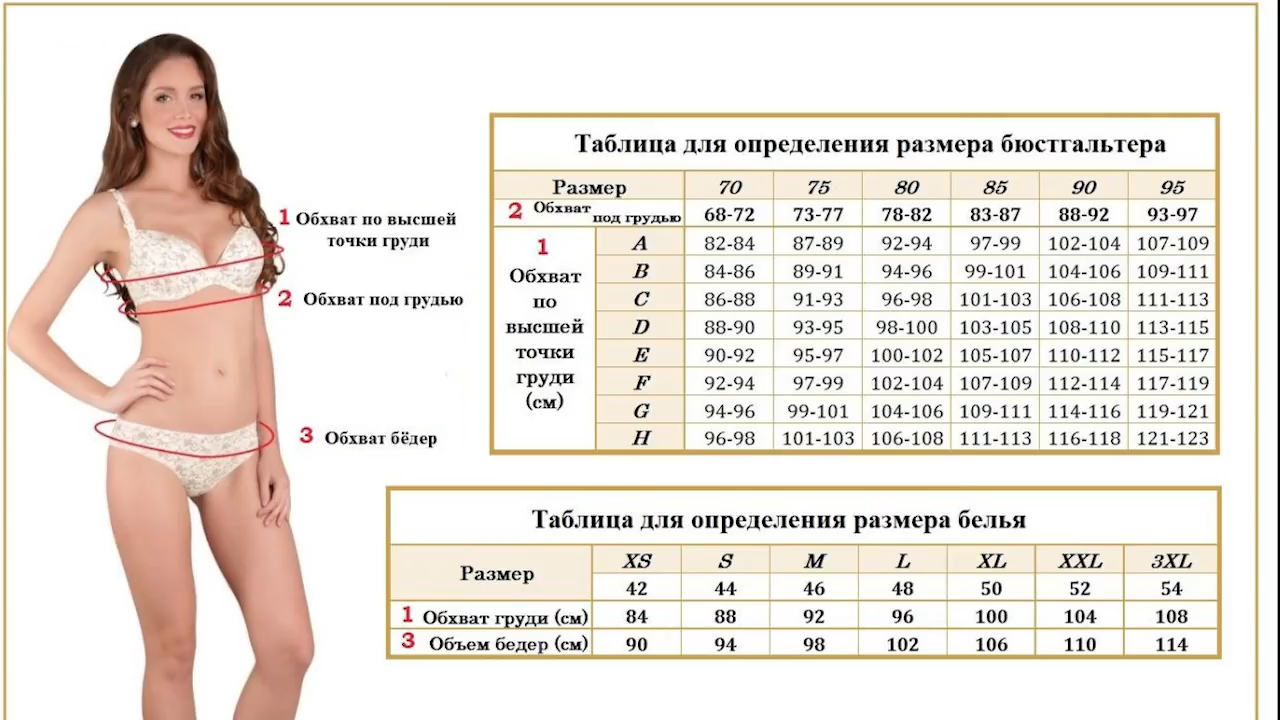 1 Обхват по высшей
точки груди
2 Обхват под грудью
3 Обхват бёдер
Таблица для определения размера бюстгальтера
Размер 70 75 80 85 90 95
2 Обхват под грудью 68-72 73-77 78-82 83-87 88-92 93-97
1
Обхват
по
высшей
точки
груди
(см)
A 82-84 87-89 92-94 97-99 102-104 107-109
B 84-86 89-91 94-96 99-101 104-106 109-111
C 86-88 91-93 96-98 101-103 106-108 111-113
D 88-90 93-95 98-100 103-105 108-110 113-115
E 90-92 95-97 100-102 105-107 110-112 115-117
F 92-94 97-99 102-104 107-109 112-114 117-119
G 94-96 99-101 104-106 109-111 114-116 119-121
H 96-98 101-103 106-108 111-113 116-118 121-123
Таблица для определения размера белья
Размер
XS S M L XL XXL 3XL
42 44 46 48 50 52 54
1 Обхват груди (см) 84 88 92 96 100 104 108
3 Объем бедер (см) 90 94 98 102 106 110 114